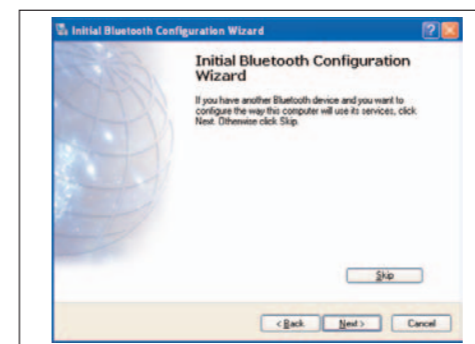 Initial Bluetooth Configuration Wizard
Initial Bluetooth Configuration
Wizard
If you have another Bluetooth device and you want to
configure the way this computer will use its services, click
Next. Otherwise click Skip.
Skip
< Back Next > Cancel